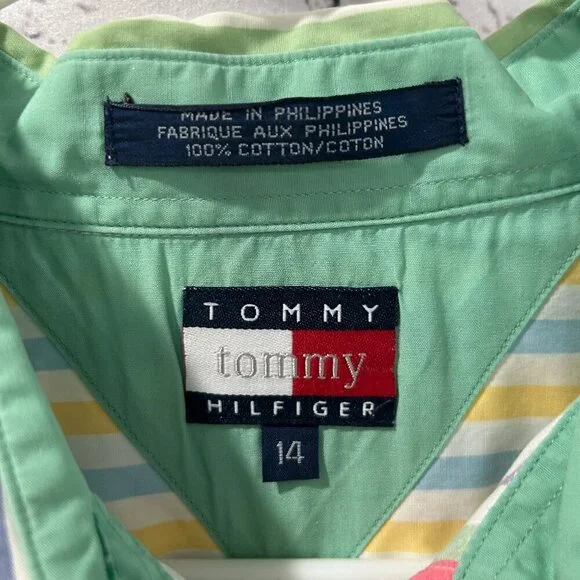 MADE IN PHILIPPINES
FABRIQUE AUX PHILIPPINES
100% COTTON/COTON
TOMMY
tommy
HILFIGER
14